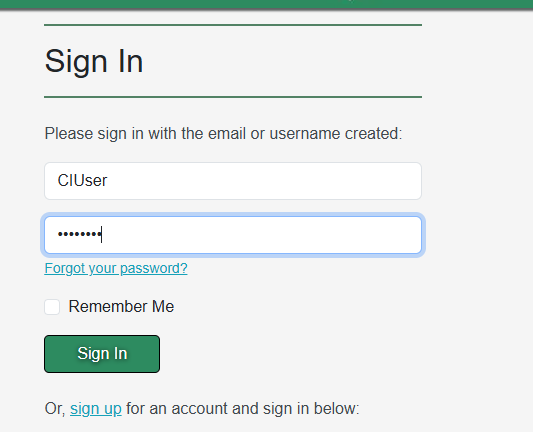 Sign In
Please sign in with the email or username created:
CIUser
••••••••
Forgot your password?
Remember Me
Sign In
Or, sign up for an account and sign in below: